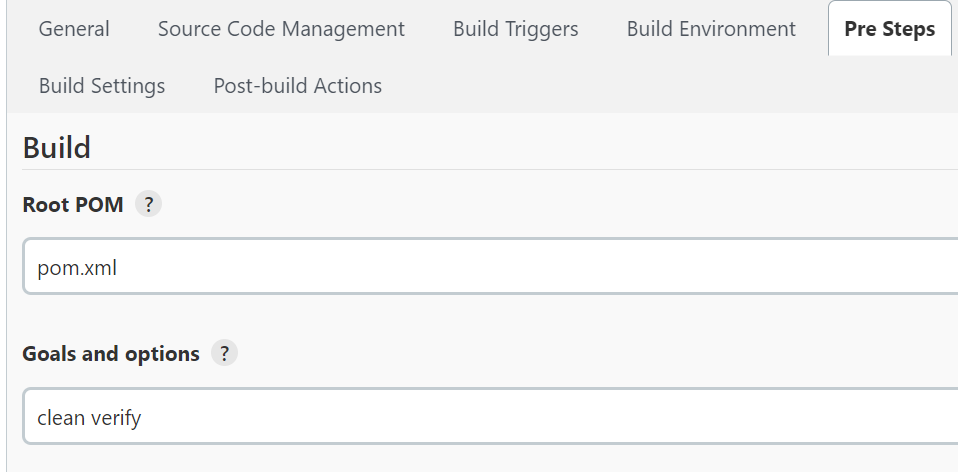 General Source Code Management Build Triggers Build Environment Pre Steps
Build Settings Post-build Actions
Build
Root POM ?
pom.xml
Goals and options ?
clean verify